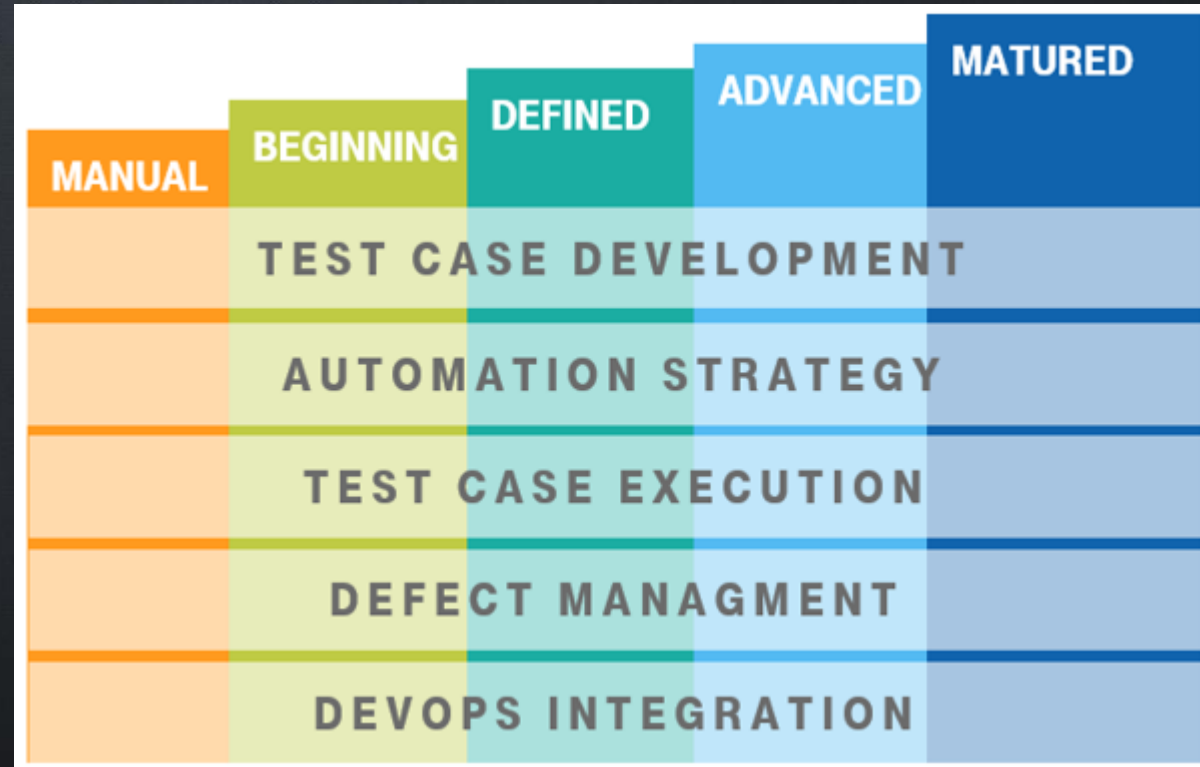 MANUAL
BEGINNING
DEFINED
ADVANCED
MATURED
TEST CASE DEVELOPMENT
AUTOMATION STRATEGY
TEST CASE EXECUTION
DEFECT MANAGMENT
DEVOPS INTEGRATION